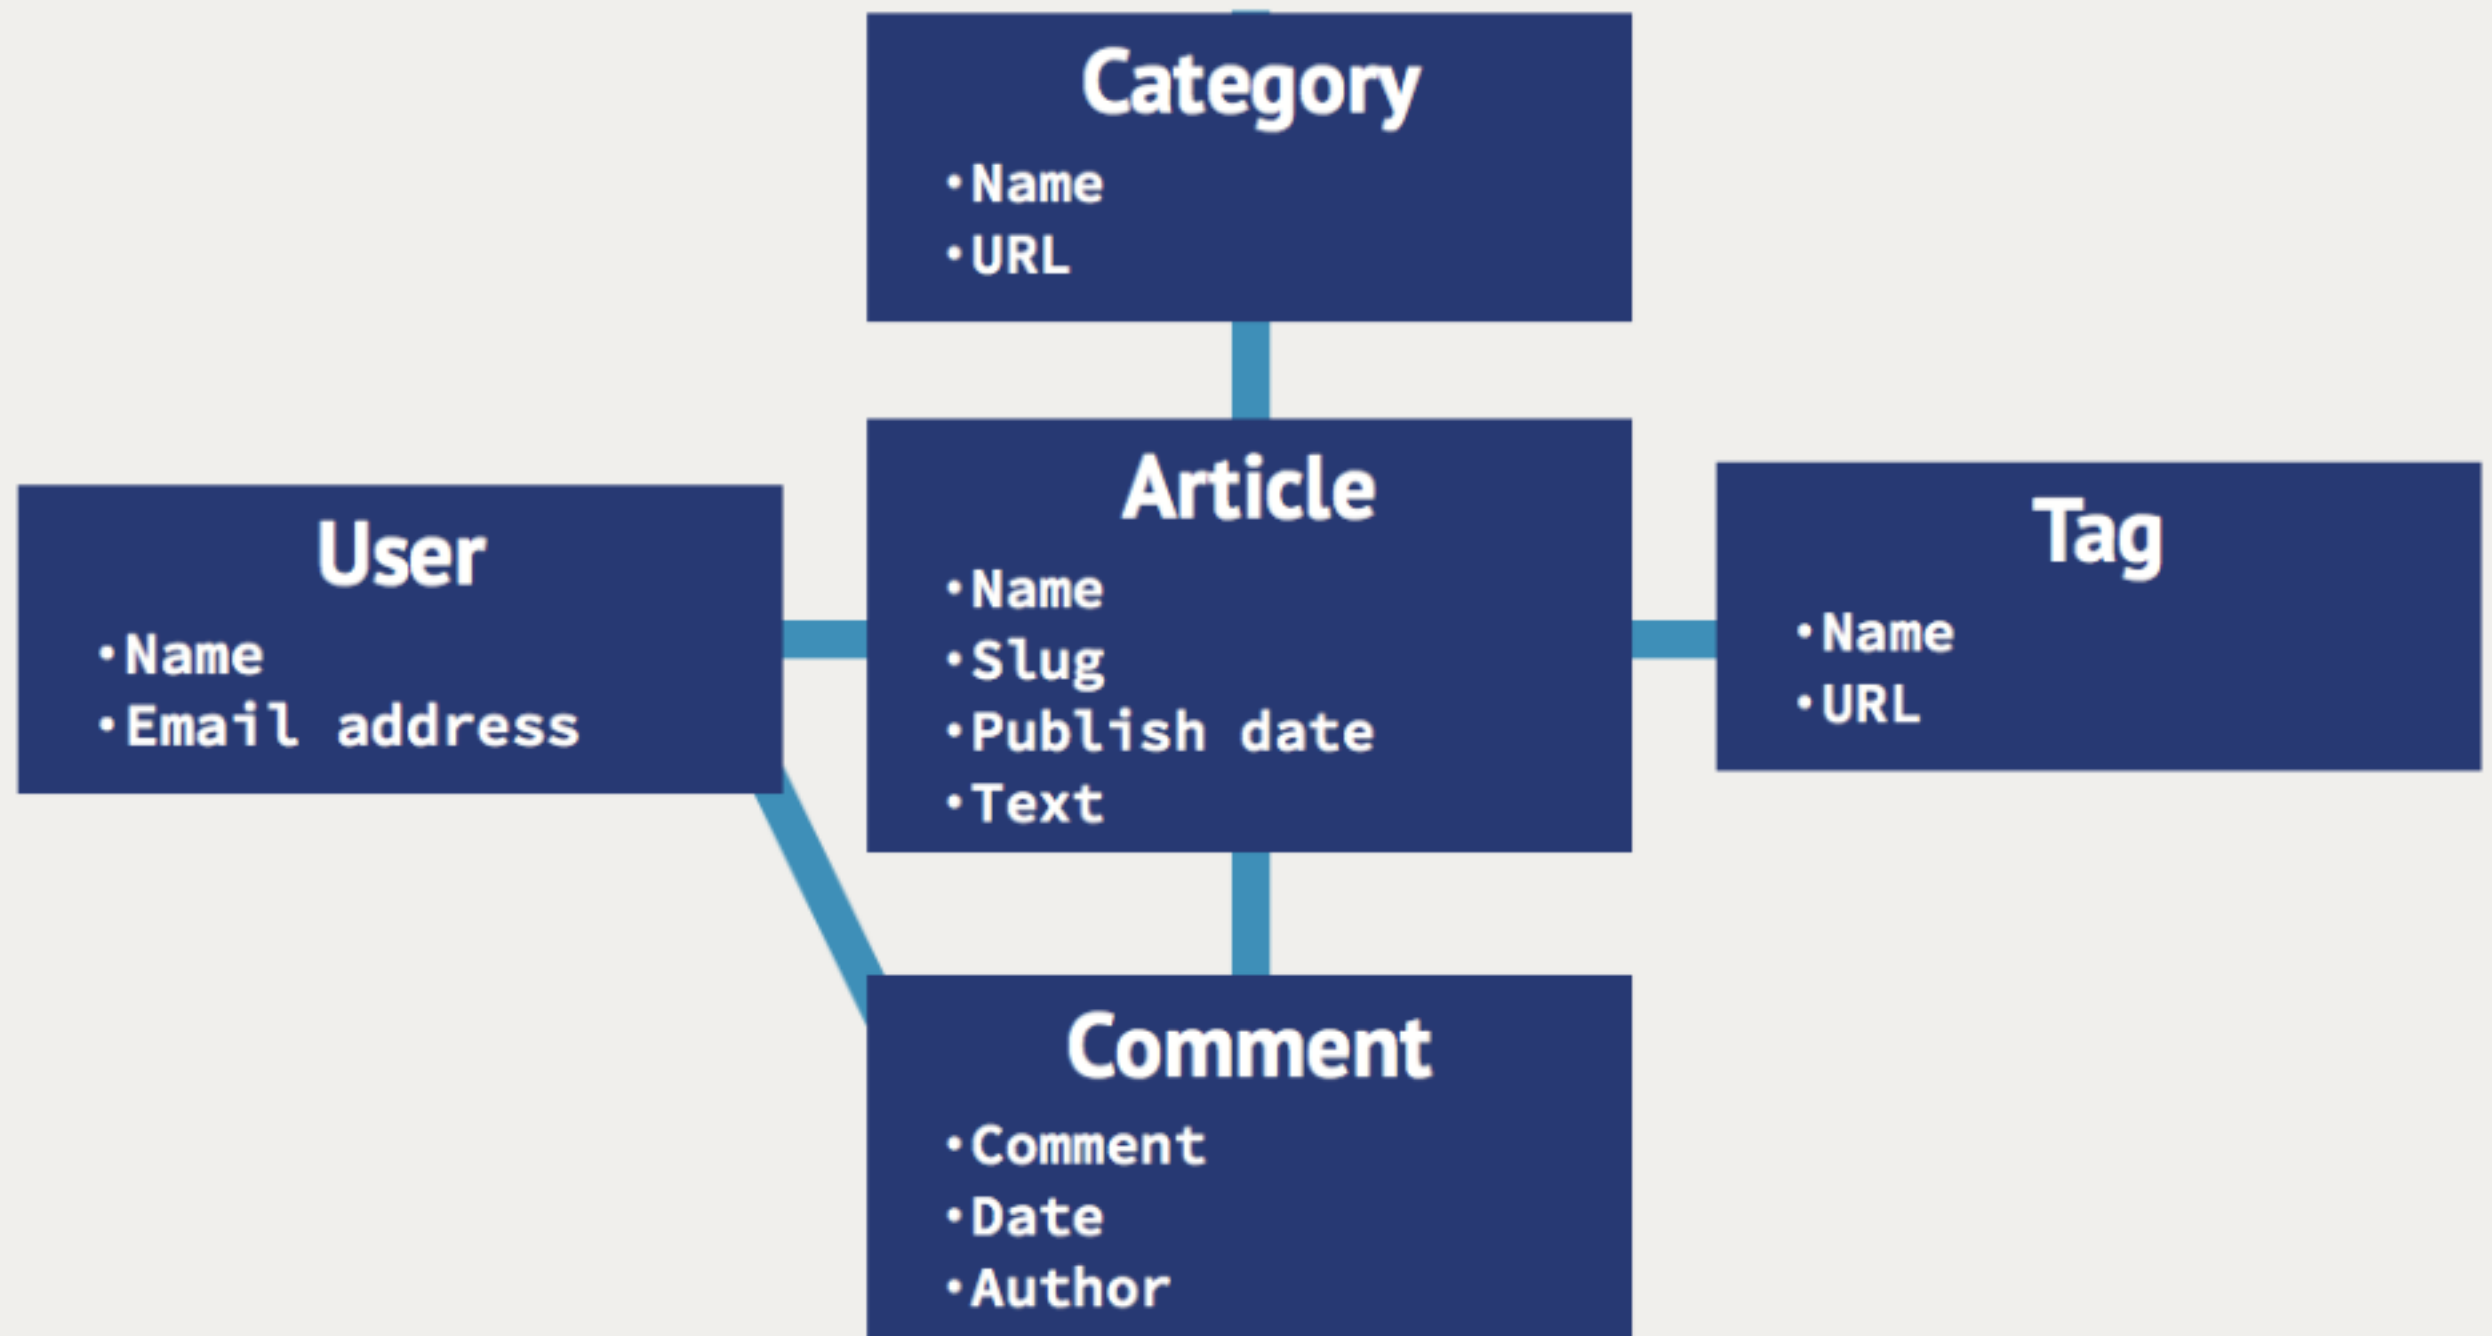 Category
•Name
•URL
User
•Name
•Email address
Article
•Name
•Slug
•Publish date
•Text
Tag
•Name
•URL
Comment
•Comment
•Date
•Author